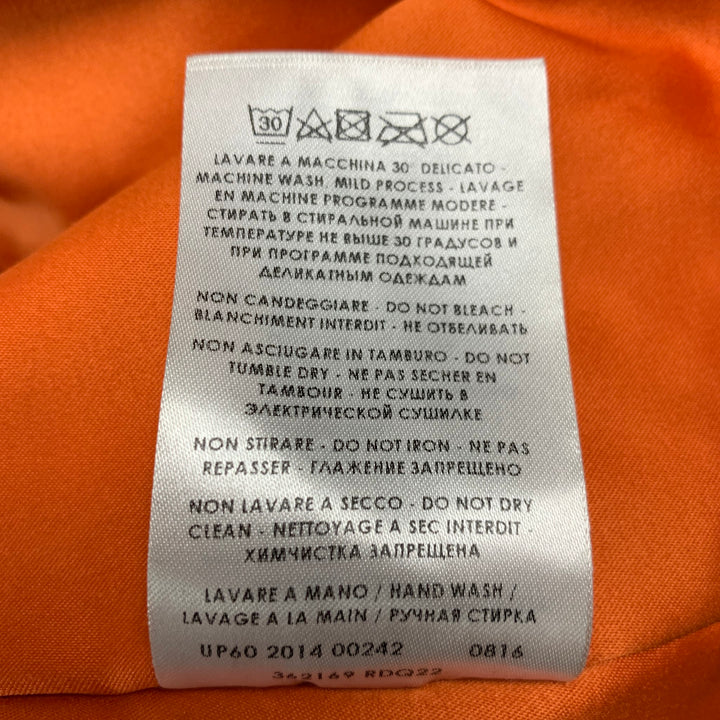 30
LAVARE A MACCHINA 30° DELICATO -
MACHINE WASH, MILD PROCESS - LAVAGE
EN MACHINE PROGRAMME MODERE -
СТИРАТЬ В СТИРАЛЬНОЙ МАШИНЕ ПРИ
ТЕМПЕРАТУРЕ НЕ ВЫШЕ 30 ГРАДУСОВ И
ПРИ ПРОГРАММЕ ПОДХОДЯЩЕЙ
ДЕЛИКАТНЫМ ОДЕЖДАМ
NON CANDEGGIARE - DO NOT BLEACH -
BLANCHIMENT INTERDIT - НЕ ОТБЕЛИВАТЬ
NON ASCIUGARE IN TAMBURO - DO NOT
TUMBLE DRY - NE PAS SECHER EN
TAMBOUR - НЕ СУШИТЬ В
ЭЛЕКТРИЧЕСКОЙ СУШИЛКЕ
NON STIRARE - DO NOT IRON - NE PAS
REPASSER - ГЛАЖЕНИЕ ЗАПРЕЩЕНО
NON LAVARE A SECCO - DO NOT DRY
CLEAN - NETTOYAGE A SEC INTERDIT -
ХИМЧИСТКА ЗАПРЕЩЕНА
LAVARE A MANO / HAND WASH /
LAVAGE A LA MAIN / РУЧНАЯ СТИРКА
UP60 2014 00242 0816
362169 RDQ22